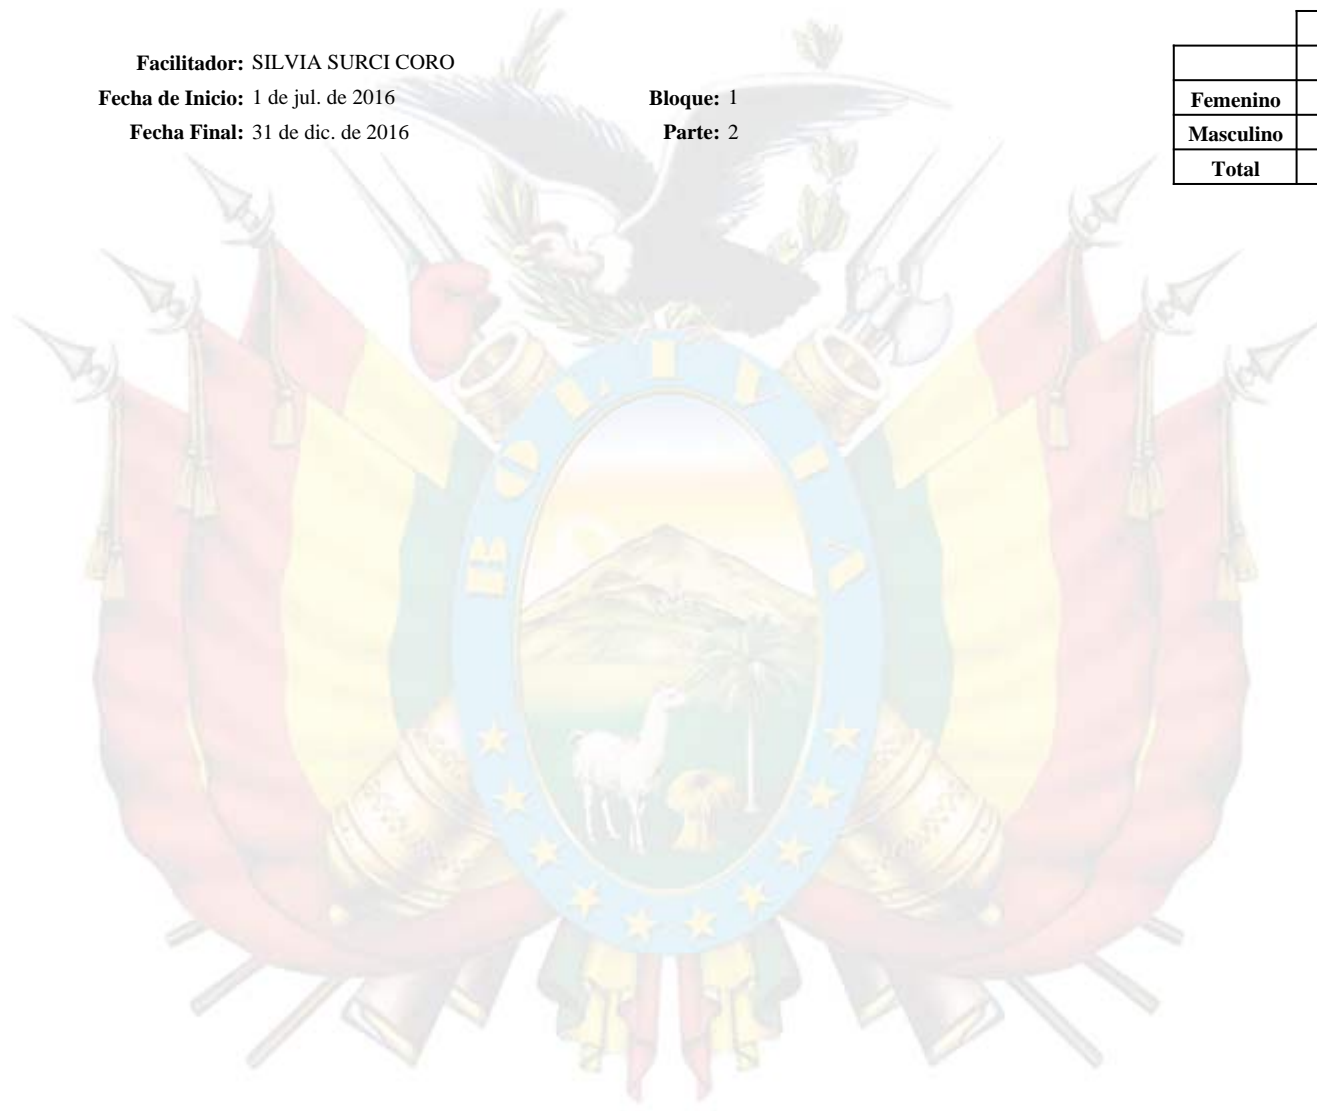 Facilitador: SILVIA SURCI CORO
Fecha de Inicio: 1 de jul. de 2016 Bloque: 1
Fecha Final: 31 de dic. de 2016 Parte: 2
Femenino
Masculino
Total
BOLIVIA